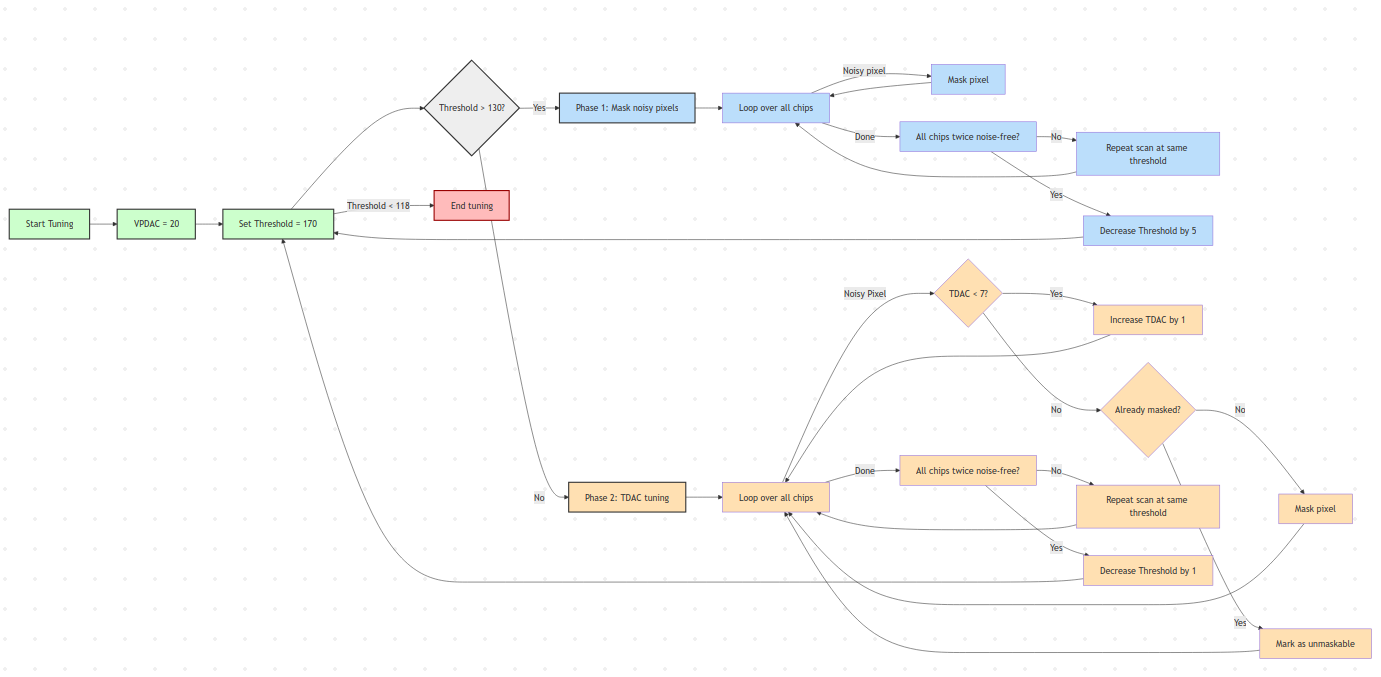 Start Tuning
VPDAC = 20
Set Threshold = 170
Threshold < 118
End tuning
Threshold > 130?
Yes
Phase 1: Mask noisy pixels
Loop over all chips
Noisy pixel
Mask pixel
Done
All chips twice noise-free?
No
Repeat scan at same
threshold
Yes
Decrease Threshold by 5
No
Phase 2: TDAC tuning
Loop over all chips
Noisy Pixel
TDAC < 7?
Yes
Increase TDAC by 1
No
Already masked?
No
Mask pixel
Yes
Mark as unmaskable
Done
All chips twice noise-free?
No
Repeat scan at same
threshold
Yes
Decrease Threshold by 1